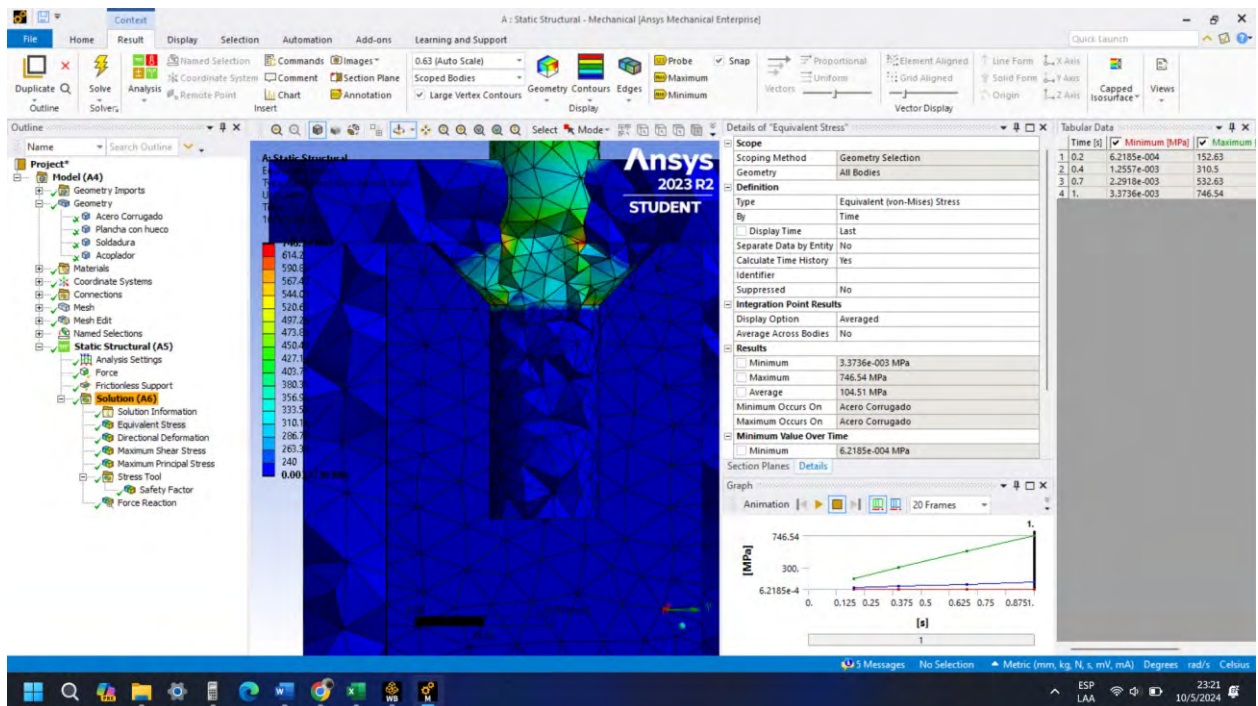 Context
A : Static Structural - Mechanical [Ansys Mechanical Enterprise]
File Home Result Display Selection Automation Add-ons Learning and Support
Quick Launch
Duplicate
Outline
Solve
Solver
Analysis
Named Selection
Coordinate System
Remote Point
Commands
Comment
Chart
Images
Section Plane
Annotation
Insert
0.63 (Auto Scale)
Scoped Bodies
Large Vertex Contours
Geometry Contours Edges
Display
Probe
Maximum
Minimum
Snap
Vectors
Proportional
Uniform
Element Aligned
Grid Aligned
Line Form
Solid Form
Origin
X Axis
Y Axis
Z Axis
Vector Display
Capped
Isosurface
Views
Outline
Name
Search Outline
Project*
Model (A4)
Geometry Imports
Geometry
Acero Corrugado
Plancha con hueco
Soldadura
Acoplador
Materials
Coordinate Systems
Connections
Mesh
Mesh Edit
Named Selections
Static Structural (A5)
Analysis Settings
Force
Frictionless Support
Solution (A6)
Solution Information
Equivalent Stress
Directional Deformation
Maximum Shear Stress
Maximum Principal Stress
Stress Tool
Safety Factor
Force Reaction
Select Mode
A: Static Structural
Ansys
2023 R2
STUDENT
614.2
590.8
567.4
544.0
520.6
497.2
473.8
450.4
427.1
403.7
380.3
356.9
333.5
310.1
286.7
263.3
240
0.00
Details of "Equivalent Stress"
Scope
Scoping Method Geometry Selection
Geometry All Bodies
Definition
Type Equivalent (von-Mises) Stress
By Time
Display Time Last
Separate Data by Entity No
Calculate Time History Yes
Identifier
Suppressed No
Integration Point Results
Display Option Averaged
Average Across Bodies No
Results
Minimum 3.3736e-003 MPa
Maximum 746.54 MPa
Average 104.51 MPa
Minimum Occurs On Acero Corrugado
Maximum Occurs On Acero Corrugado
Minimum Value Over Time
Minimum 6.2185e-004 MPa
Section Planes Details
Graph
Animation 20 Frames
1.
746.54
300.
6.2185e-4
[MPa]
0. 0.125 0.25 0.375 0.5 0.625 0.75 0.8751.
[s]
1
Tabular Data
Time [s] Minimum [MPa] Maximum
1 0.2 6.2185e-004 152.63
2 0.4 1.2557e-003 310.5
3 0.7 2.2918e-003 532.63
4 1. 3.3736e-003 746.54
5 Messages No Selection Metric (mm, kg, N, s, mV, mA) Degrees rad/s Celsius
ESP
LAA
23:21
10/5/2024